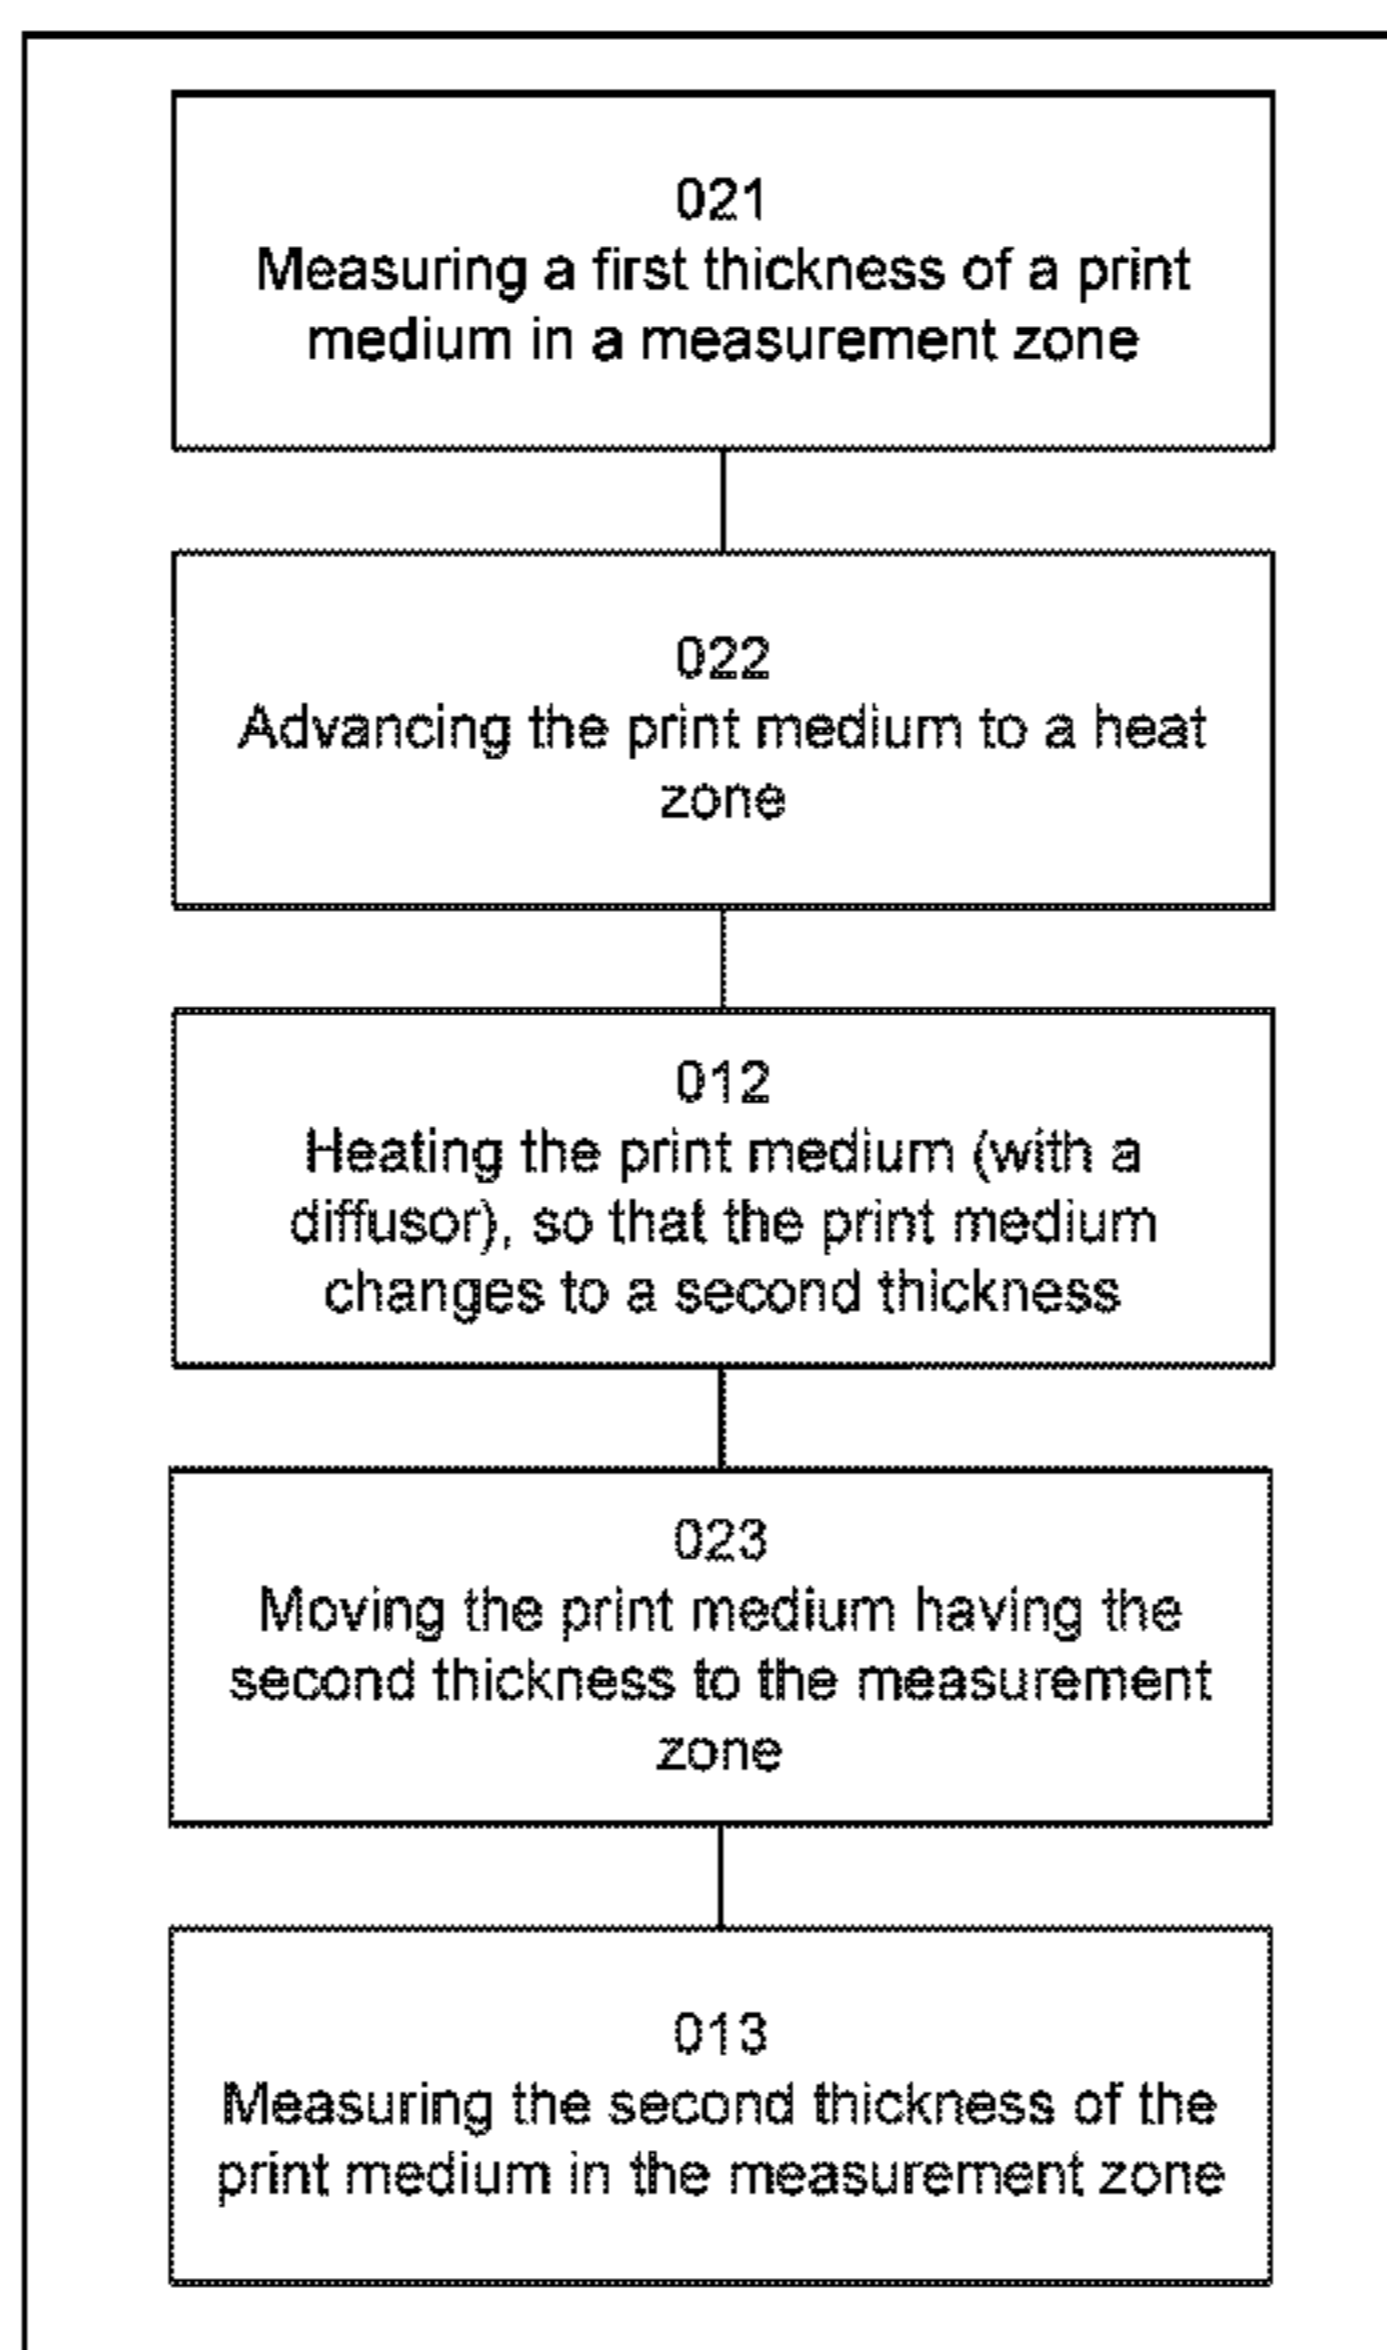 021
Measuring a first thickness of a print
medium in a measurement zone
022
Advancing the print medium to a heat
zone
012
Heating the print medium (with a
diffusor), so that the print medium
changes to a second thickness
023
Moving the print medium having the
second thickness to the measurement
zone
013
Measuring the second thickness of the
print medium in the measurement zone